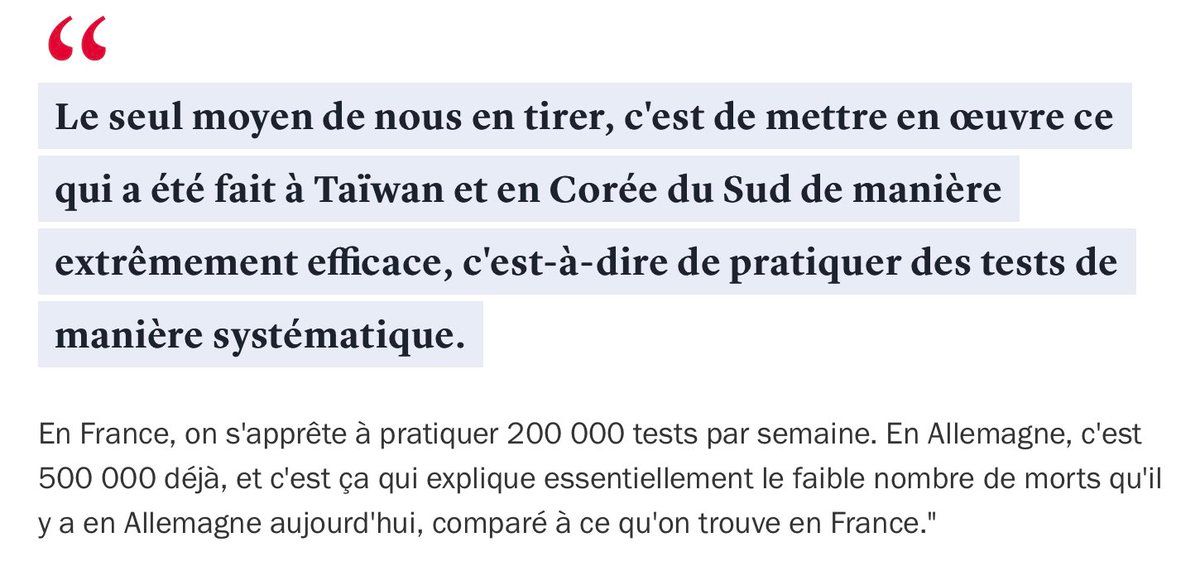 “
Le seul moyen de nous en tirer, c'est de mettre en œuvre ce
qui a été fait à Taïwan et en Corée du Sud de manière
extrêmement efficace, c'est-à-dire de pratiquer des tests de
manière systématique.
En France, on s'apprête à pratiquer 200 000 tests par semaine. En Allemagne, c'est
500 000 déjà, et c'est ça qui explique essentiellement le faible nombre de morts qu'il
y a en Allemagne aujourd'hui, comparé à ce qu'on trouve en France."